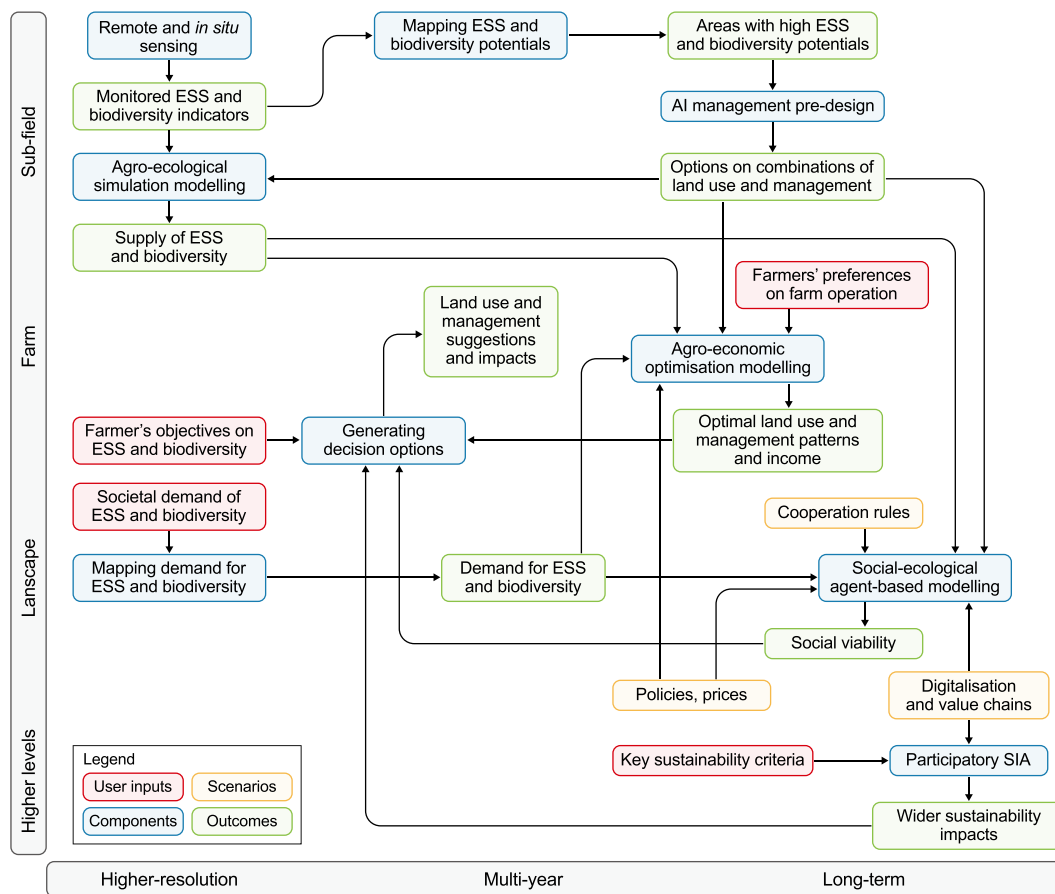 Remote and in situ
sensing
Mapping ESS and
biodiversity potentials
Areas with high ESS
and biodiversity potentials
Monitored ESS and
biodiversity indicators
AI management pre-design
Sub-field
Agro-ecological
simulation modelling
Options on combinations of
land use and management
Supply of ESS
and biodiversity
Farmers' preferences
on farm operation
Land use and
management
suggestions
and impacts
Farm
Agro-economic
optimisation modelling
Farmer's objectives on
ESS and biodiversity
Generating
decision options
Optimal land use and
management patterns
and income
Societal demand of
ESS and biodiversity
Cooperation rules
Lanscape
Mapping demand for
ESS and biodiversity
Demand for ESS
and biodiversity
Social-ecological
agent-based modelling
Social viability
Policies, prices
Digitalisation
and value chains
Higher levels
Legend
User inputs
Scenarios
Components
Outcomes
Key sustainability criteria
Participatory SIA
Wider sustainability
impacts
Higher-resolution
Multi-year
Long-term